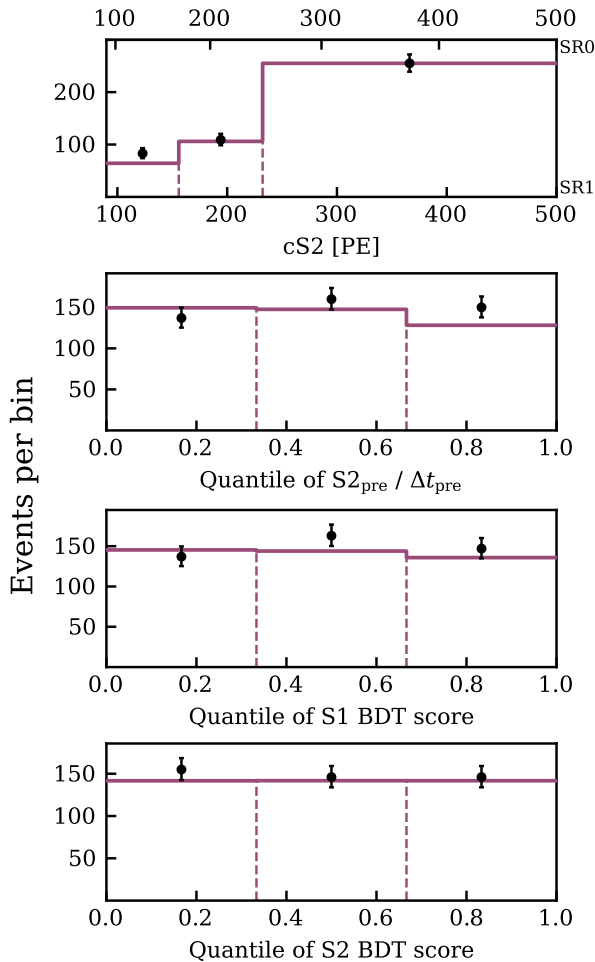 100 200 300 400 500
SR0
200
100
SR1
100 200 300 400 500
cS2 [PE]
Events per bin
150
100
50
0.0 0.2 0.4 0.6 0.8 1.0
Quantile of S2pre / Δtpre
150
100
50
0.0 0.2 0.4 0.6 0.8 1.0
Quantile of S1 BDT score
150
100
50
0.0 0.2 0.4 0.6 0.8 1.0
Quantile of S2 BDT score